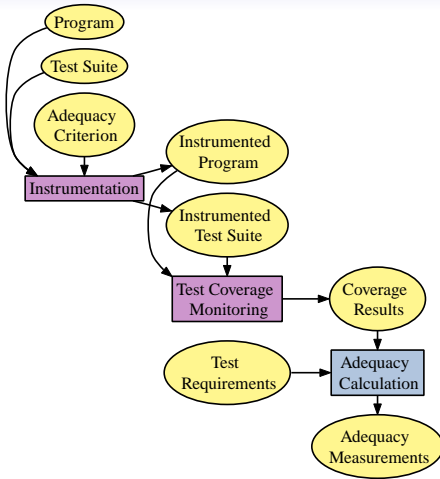 Program
Test Suite
Adequacy
Criterion
Instrumentation
Instrumented
Program
Instrumented
Test Suite
Test Coverage
Monitoring
Coverage
Results
Test
Requirements
Adequacy
Calculation
Adequacy
Measurements